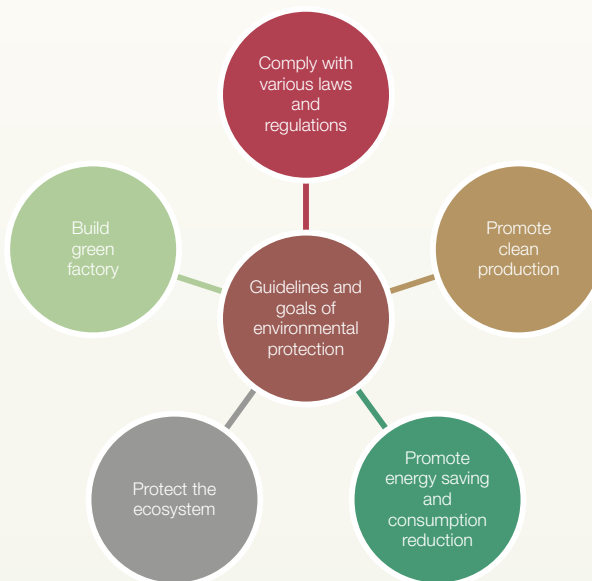 Comply with
various laws
and
regulations
Build
green
factory
Promote
clean
production
Guidelines and
goals of
environmental
protection
Protect the
ecosystem
Promote
energy saving
and
consumption
reduction